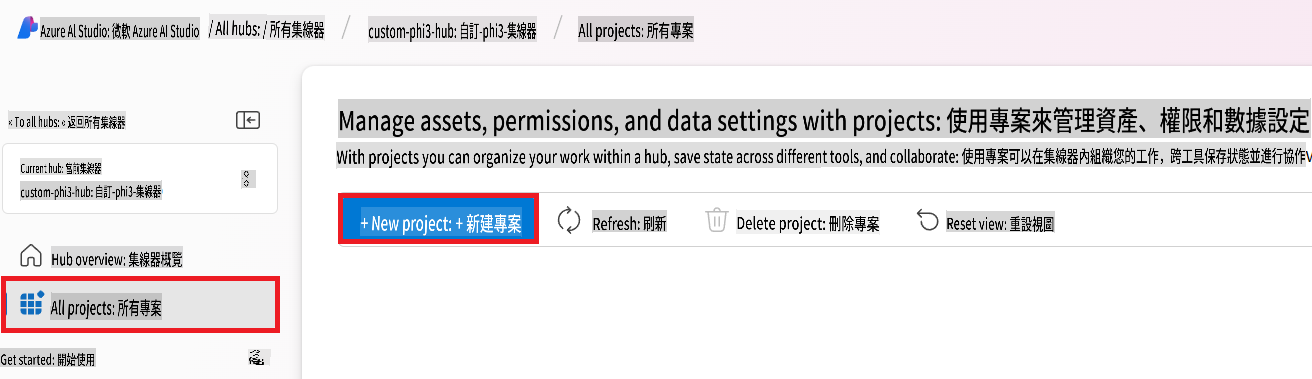 Azure AI Studio: 微軟 Azure AI Studio / All hubs: / 所有集線器 / custom-phi3-hub: 自訂-phi3-集線器 / All projects: 所有專案
« To all hubs: « 返回所有集線器
Current hub: 當前集線器
custom-phi3-hub: 自訂-phi3-集線器
Hub overview: 集線器概覽
All projects: 所有專案
Get started: 開始使用
Manage assets, permissions, and data settings with projects: 使用專案來管理資產、權限和數據設定
With projects you can organize your work within a hub, save state across different tools, and collaborate: 使用專案可以在集線器內組織您的工作，跨工具保存狀態並進行協作
+ New project: + 新建專案 Refresh: 刷新 Delete project: 刪除專案 Reset view: 重設視圖